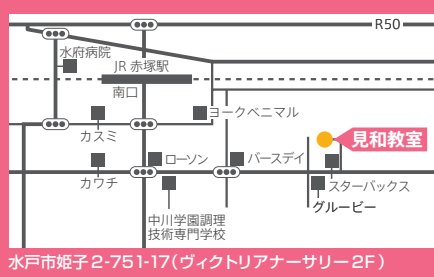 R50
水府病院
JR 赤塚駅
南口
ヨークベニマル
カスミ
見和教室
ローソン
バースデイ
カワチ
スターバックス
グルービー
中川学園調理
技術専門学校
水戸市姫子2-751-17(ヴィクトリアナーサリー2F)